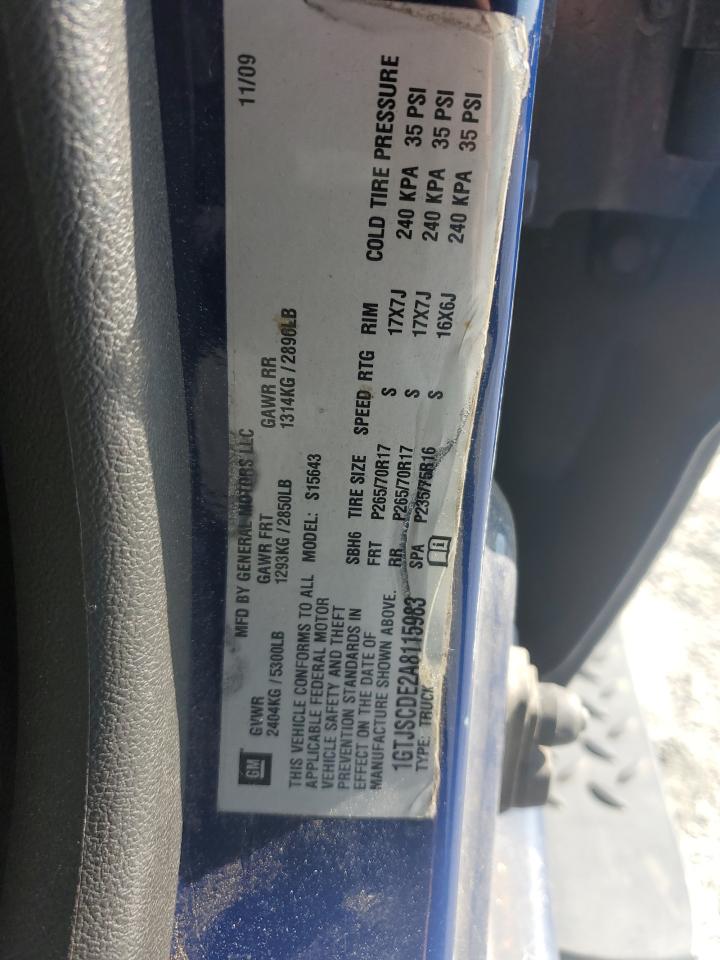 GM
MFD BY GENERAL MOTORS LLC 11/09
GVWR GAWR FRT GAWR RR
2404KG/5300LB 1293KG/2850LB 1314KG/2896LB
THIS VEHICLE CONFORMS TO ALL MODEL: S15643
APPLICABLE FEDERAL MOTOR
VEHICLE SAFETY AND THEFT
PREVENTION STANDARDS IN
EFFECT ON THE DATE OF
MANUFACTURE SHOWN ABOVE.
SBH6 TIRE SIZE SPEED RTG RIM COLD TIRE PRESSURE
FRT P265/70R17 S 17X7J 240 KPA 35 PSI
RR P265/70R17 S 17X7J 240 KPA 35 PSI
SPA P235/75R16 S 16X6J 240 KPA 35 PSI
1GTJSCDE2A8115983
TYPE: TRUCK